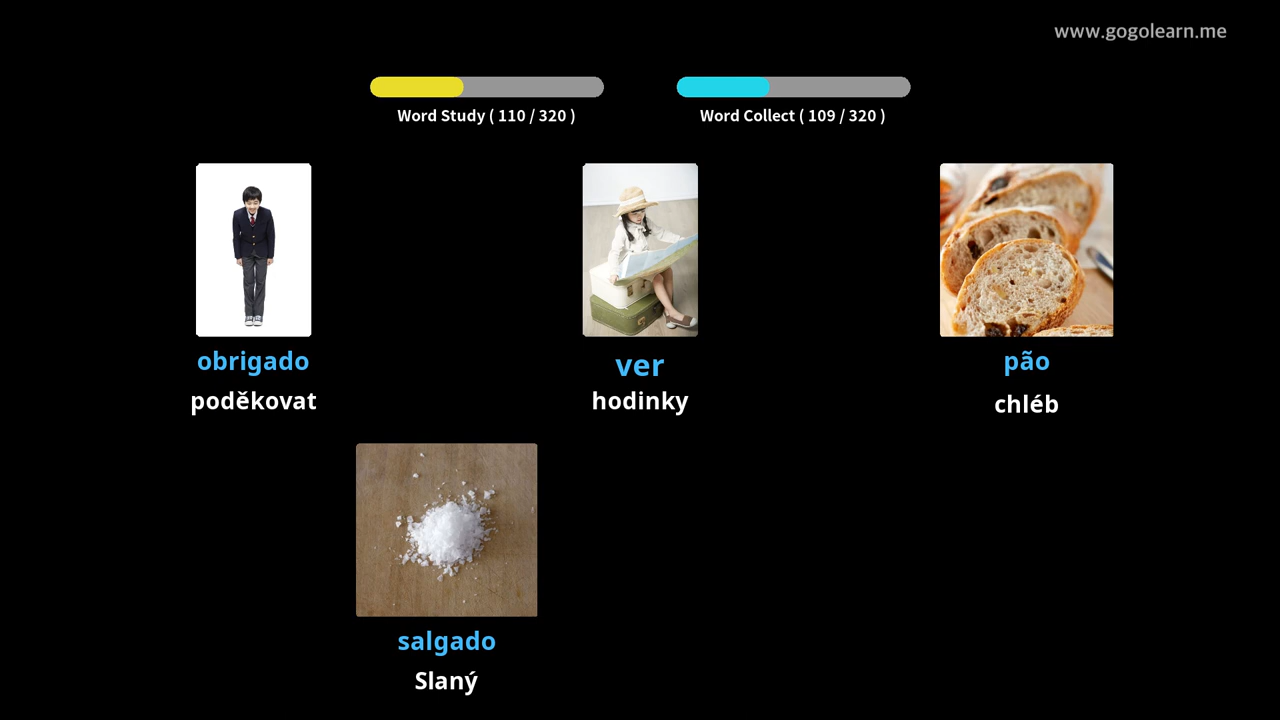 www.gogolearn.me
Word Study ( 110 / 320 )
Word Collect ( 109 / 320 )
obrigado
poděkovat
ver
hodinky
pão
chléb
salgado
Slaný